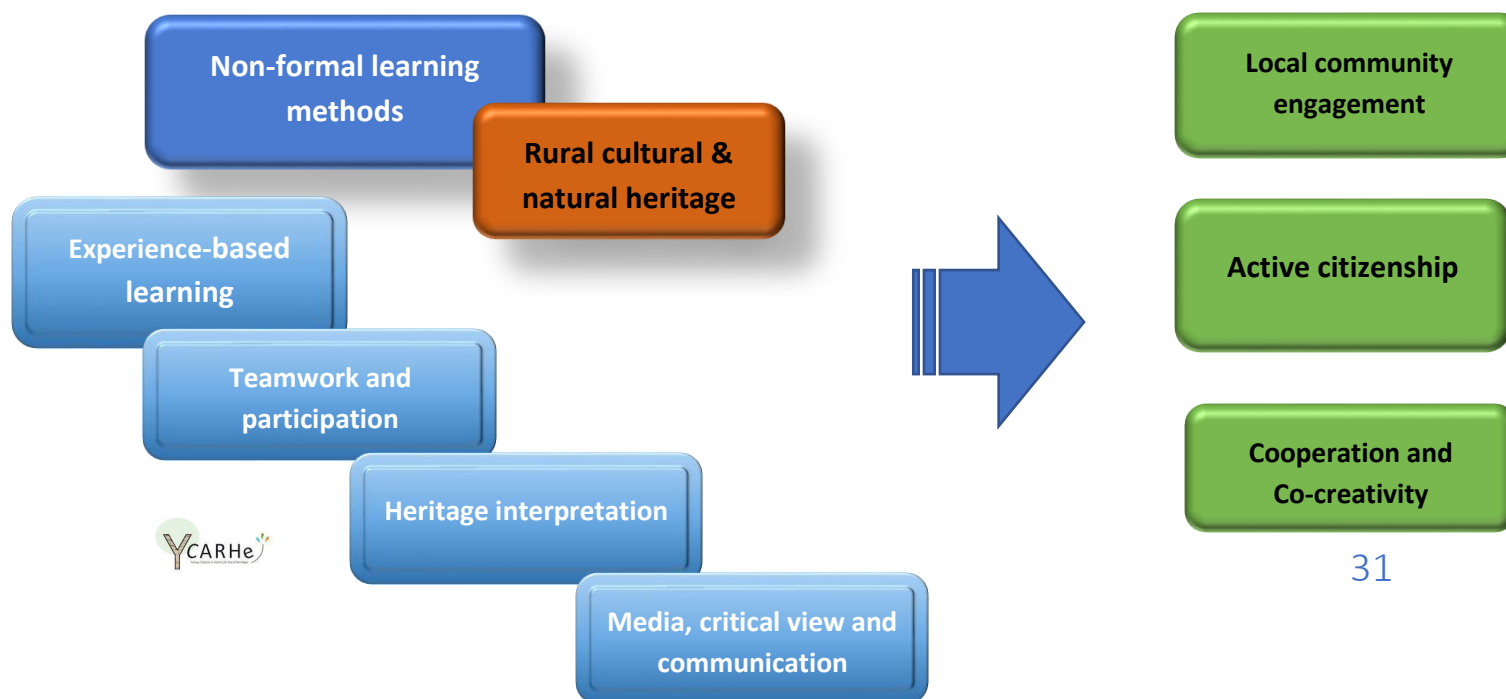 Non-formal learning
methods
Rural cultural &
natural heritage
Experience-based
learning
Teamwork and
participation
Heritage interpretation
Media, critical view and
communication
YCARHe
Local community
engagement
Active citizenship
Cooperation and
Co-creativity
31